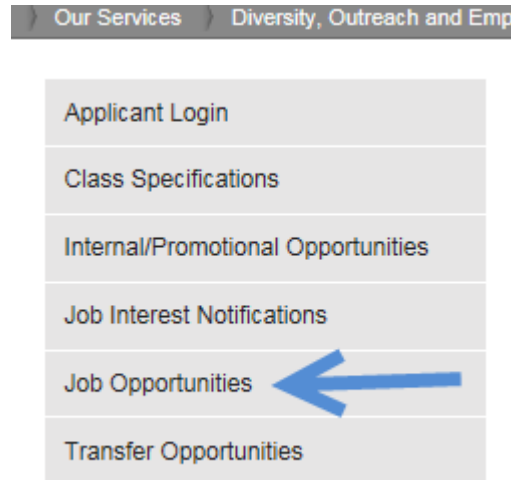 Our Services Diversity, Outreach and Emp
Applicant Login
Class Specifications
Internal/Promotional Opportunities
Job Interest Notifications
Job Opportunities
Transfer Opportunities